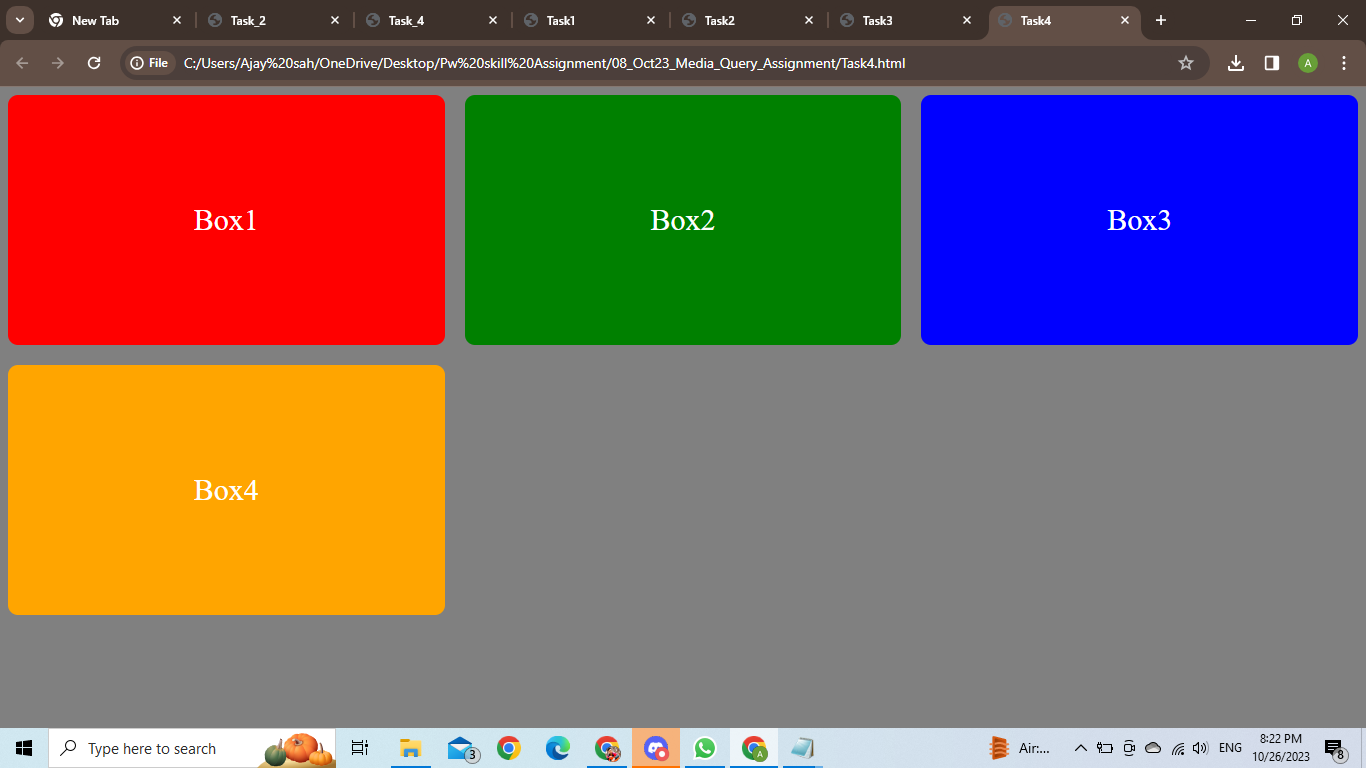 New Tab
Task_2
Task_4
Task1
Task2
Task3
Task4
File
C:/Users/Ajay%20sah/OneDrive/Desktop/Pw%20skill%20Assignment/08_Oct23_Media_Query_Assignment/Task4.html
A
Box1
Box2
Box3
Box4
Type here to search
3
A
Air:...
ENG
8:22 PM
10/26/2023
8